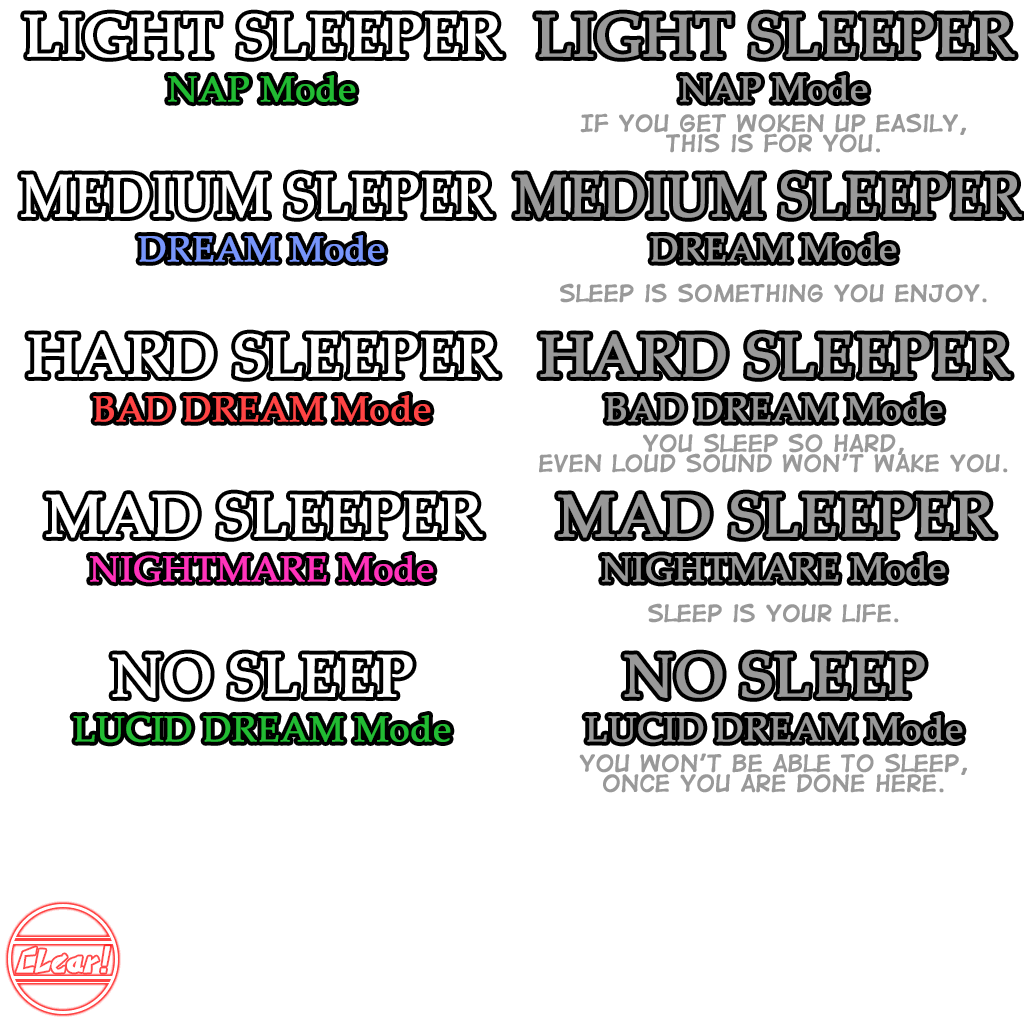 LIGHT SLEEPER
NAP Mode
LIGHT SLEEPER
NAP Mode
IF YOU GET WOKEN UP EASILY,
THIS IS FOR YOU.
MEDIUM SLEPER
DREAM Mode
MEDIUM SLEEPER
DREAM Mode
SLEEP IS SOMETHING YOU ENJOY.
HARD SLEEPER
BAD DREAM Mode
HARD SLEEPER
BAD DREAM Mode
YOU SLEEP SO HARD,
EVEN LOUD SOUND WON'T WAKE YOU.
MAD SLEEPER
NIGHTMARE Mode
MAD SLEEPER
NIGHTMARE Mode
SLEEP IS YOUR LIFE.
NO SLEEP
LUCID DREAM Mode
NO SLEEP
LUCID DREAM Mode
YOU WON'T BE ABLE TO SLEEP,
ONCE YOU ARE DONE HERE.
CLear!